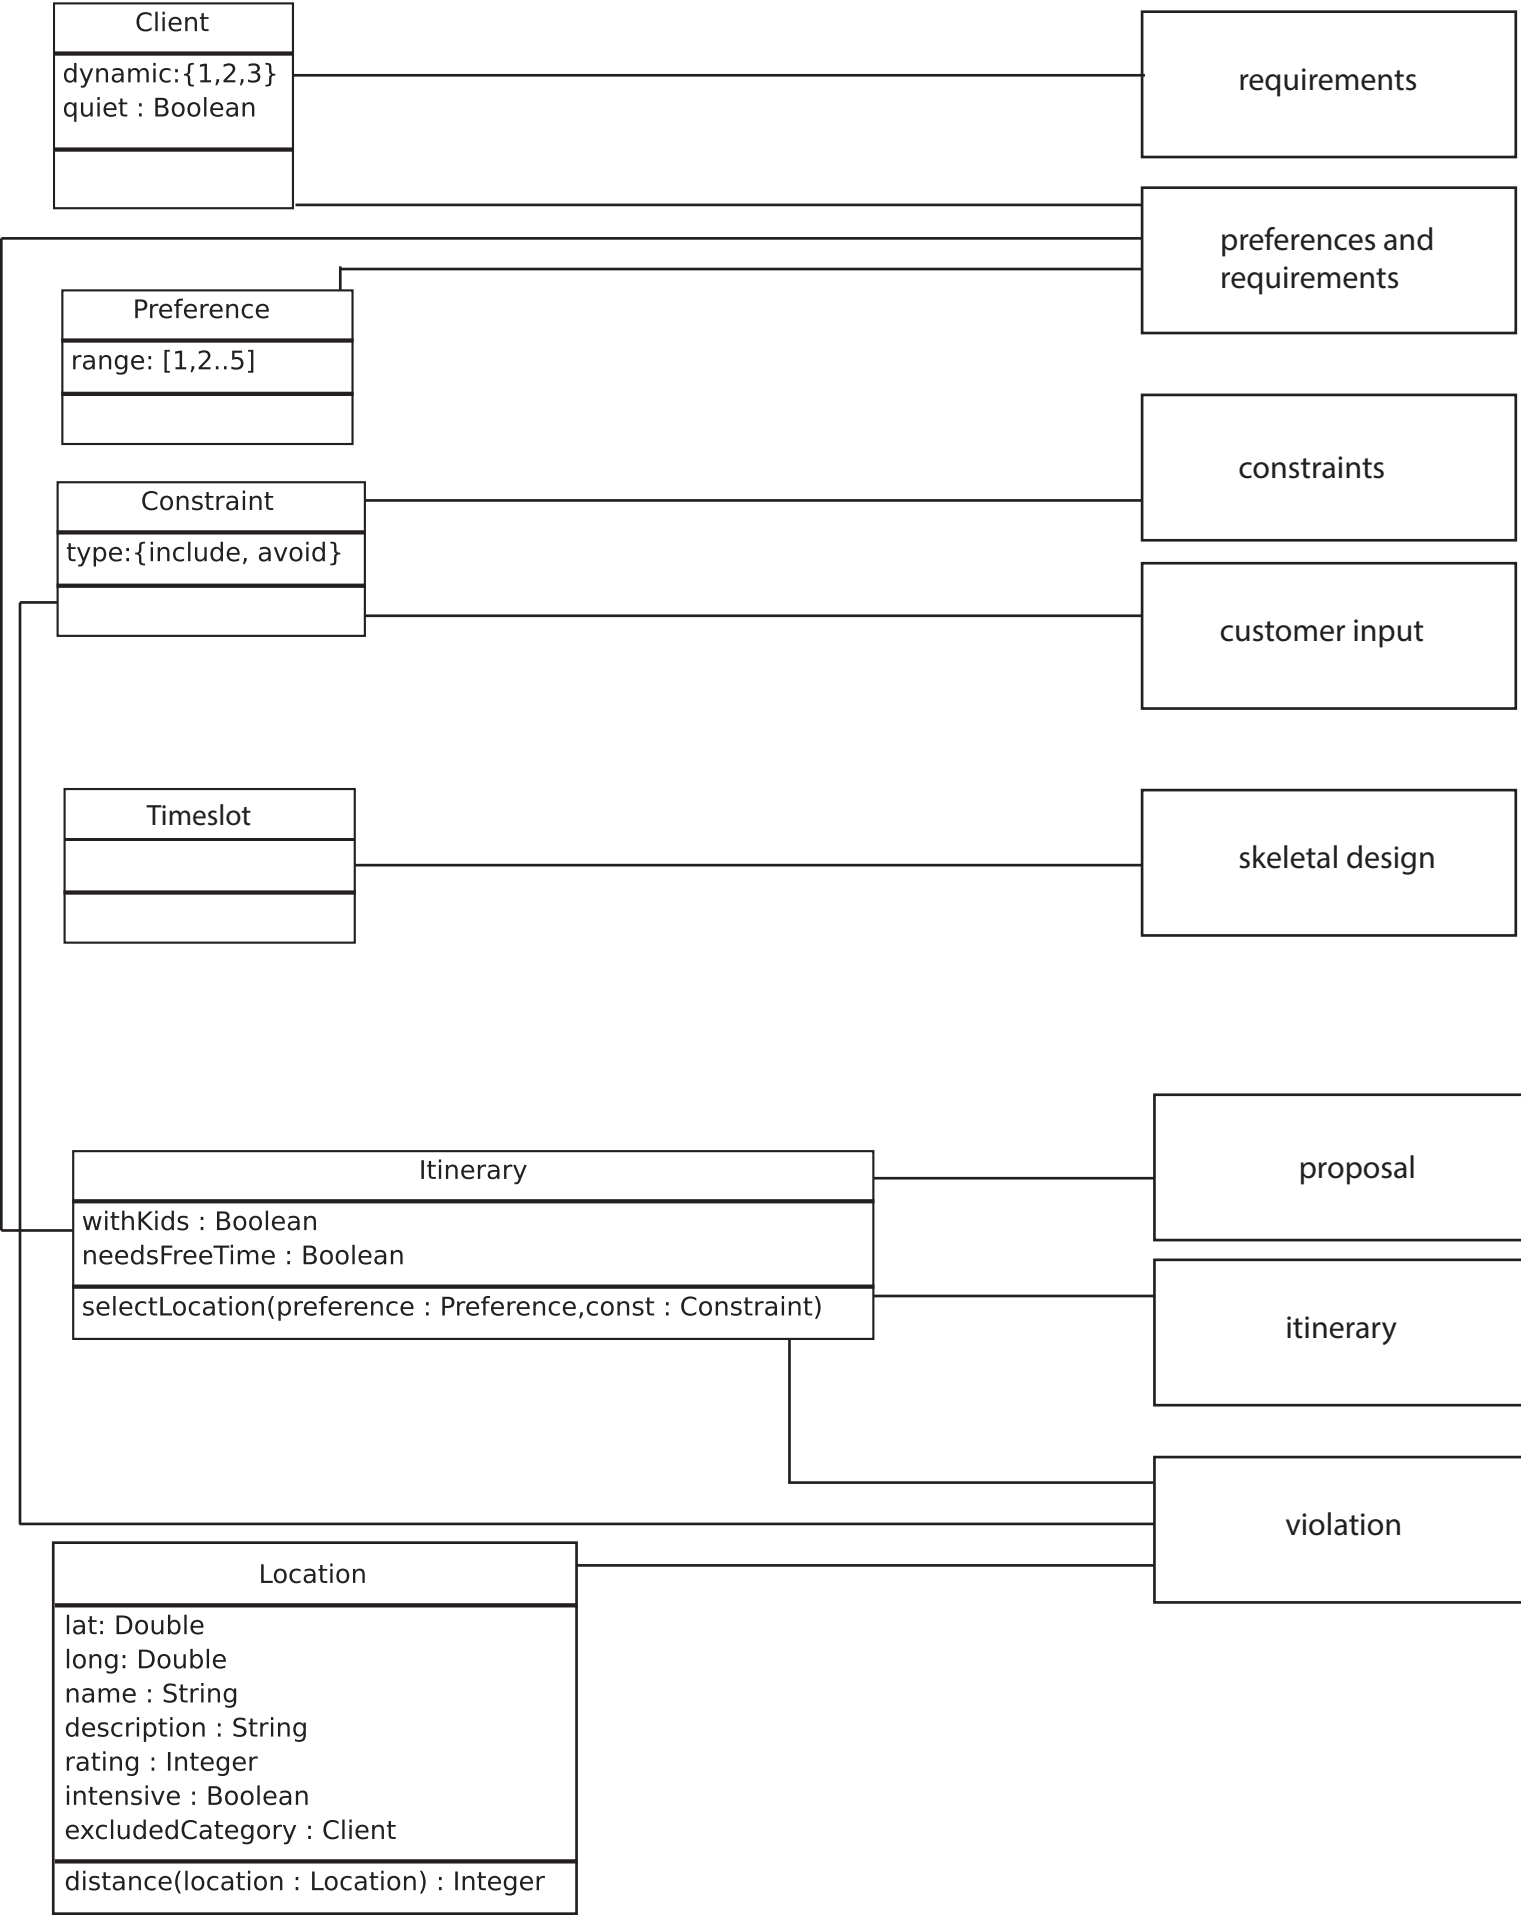 Client
dynamic:{1,2,3}
quiet : Boolean
requirements
preferences and
requirements
Preference
range: [1,2..5]
constraints
Constraint
type:{include, avoid}
customer input
Timeslot
skeletal design
proposal
Itinerary
withKids : Boolean
needsFreeTime : Boolean
selectLocation(preference : Preference,const : Constraint)
itinerary
violation
Location
lat: Double
long: Double
name : String
description : String
rating : Integer
intensive : Boolean
excludedCategory : Client
distance(location : Location) : Integer